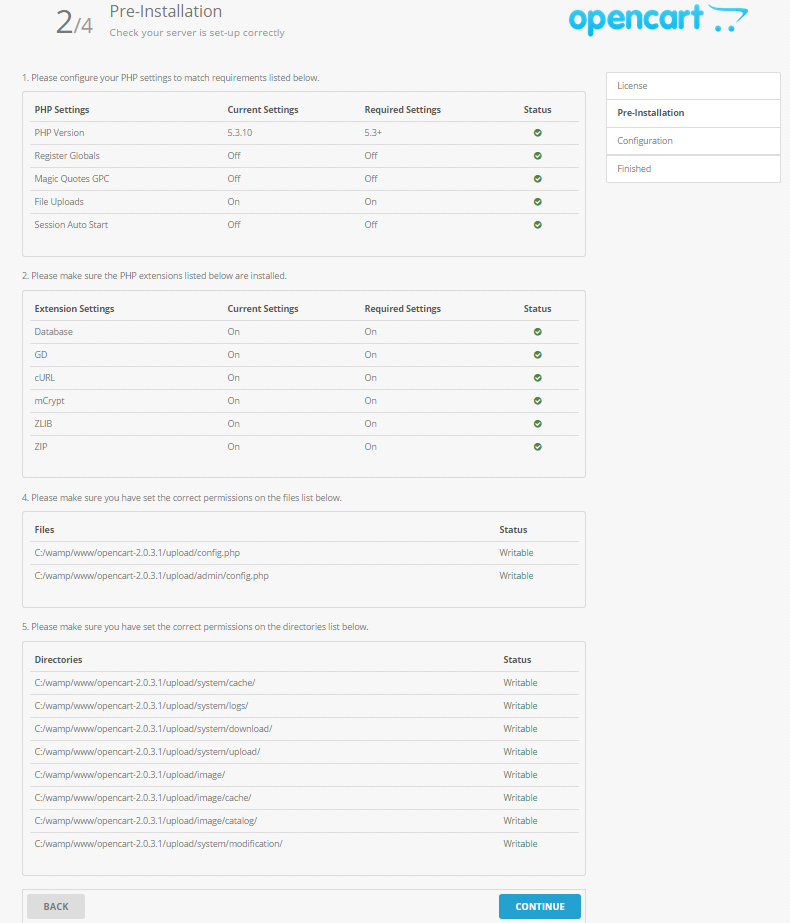 2/4
Pre-Installation
Check your server is set-up correctly
opencart
1. Please configure your PHP settings to match requirements listed below.
PHP Settings Current Settings Required Settings Status
PHP Version 5.3.10 5.3+
Register Globals Off Off
Magic Quotes GPC Off Off
File Uploads On On
Session Auto Start Off Off
2. Please make sure the PHP extensions listed below are installed.
Extension Settings Current Settings Required Settings Status
Database On On
GD On On
cURL On On
mCrypt On On
ZLIB On On
ZIP On On
4. Please make sure you have set the correct permissions on the files list below.
Files Status
C:/wamp/www/opencart-2.0.3.1/upload/config.php Writable
C:/wamp/www/opencart-2.0.3.1/upload/admin/config.php Writable
5. Please make sure you have set the correct permissions on the directories list below.
Directories Status
C:/wamp/www/opencart-2.0.3.1/upload/system/cache/ Writable
C:/wamp/www/opencart-2.0.3.1/upload/system/logs/ Writable
C:/wamp/www/opencart-2.0.3.1/upload/system/download/ Writable
C:/wamp/www/opencart-2.0.3.1/upload/system/upload/ Writable
C:/wamp/www/opencart-2.0.3.1/upload/image/ Writable
C:/wamp/www/opencart-2.0.3.1/upload/image/cache/ Writable
C:/wamp/www/opencart-2.0.3.1/upload/image/catalog/ Writable
C:/wamp/www/opencart-2.0.3.1/upload/system/modification/ Writable
BACK CONTINUE
License
Pre-Installation
Configuration
Finished